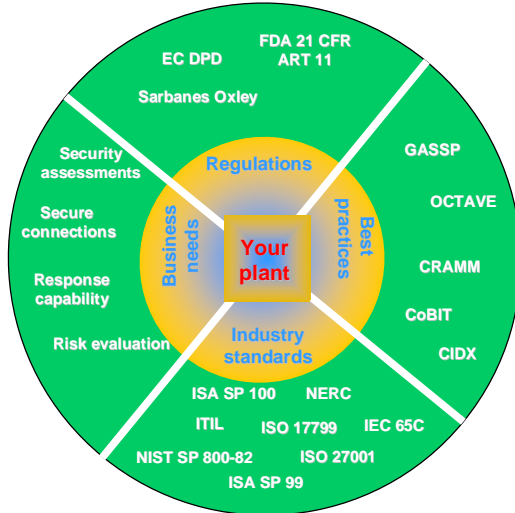 EC DPD
FDA 21 CFR
ART 11
Sarbanes Oxley
Security
assessments
Secure
connections
Response
capability
Risk evaluation
Regulations
Business
needs
Your
plant
Best
practices
Industry
standards
GASSP
OCTAVE
CRAMM
CoBIT
CIDX
ISA SP 100
NERC
ITIL
ISO 17799
IEC 65C
NIST SP 800-82
ISO 27001
ISA SP 99